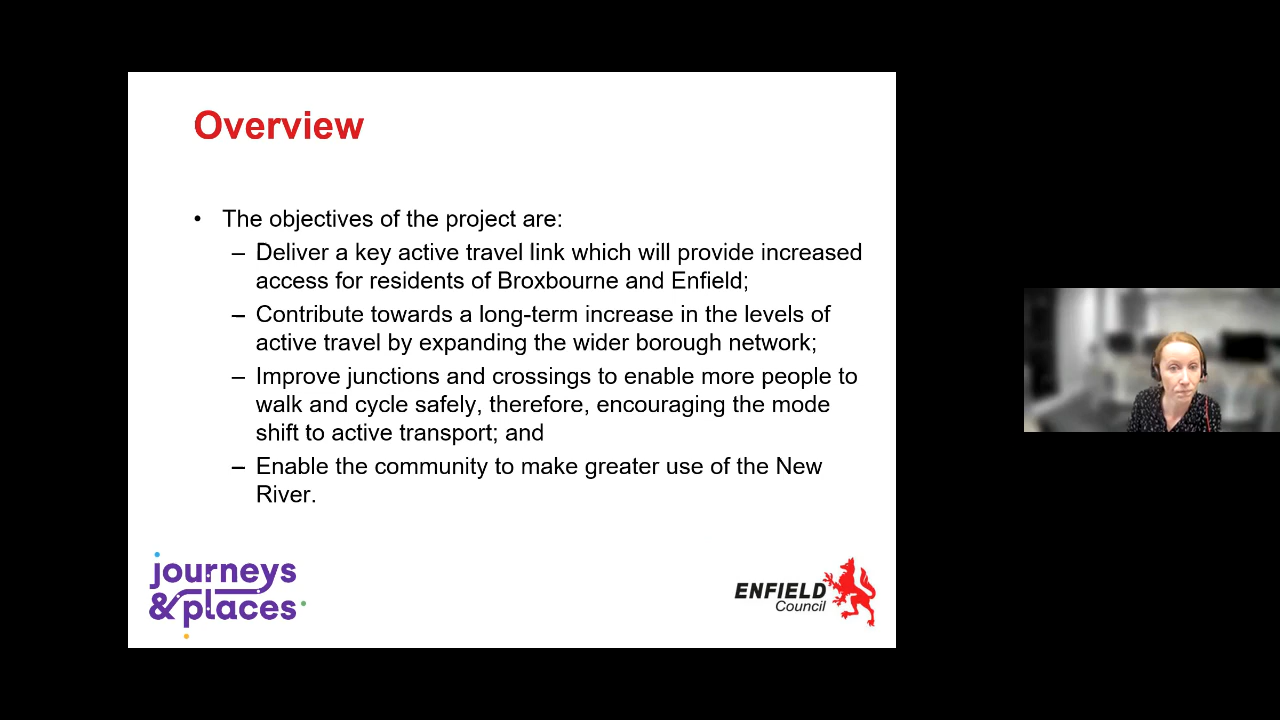 Overview
• The objectives of the project are:
– Deliver a key active travel link which will provide increased
access for residents of Broxbourne and Enfield;
– Contribute towards a long-term increase in the levels of
active travel by expanding the wider borough network;
– Improve junctions and crossings to enable more people to
walk and cycle safely, therefore, encouraging the mode
shift to active transport; and
– Enable the community to make greater use of the New
River.
journeys
&places
ENFIELD
Council